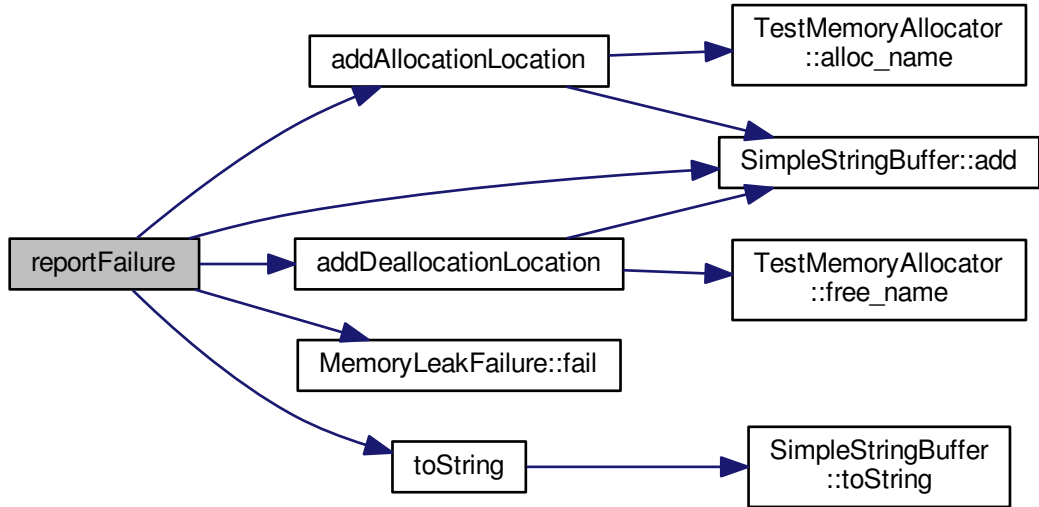 TestMemoryAllocator
::alloc_name
addAllocationLocation
SimpleStringBuffer::add
reportFailure
addDeallocationLocation
TestMemoryAllocator
::free_name
MemoryLeakFailure::fail
toString
SimpleStringBuffer
::toString